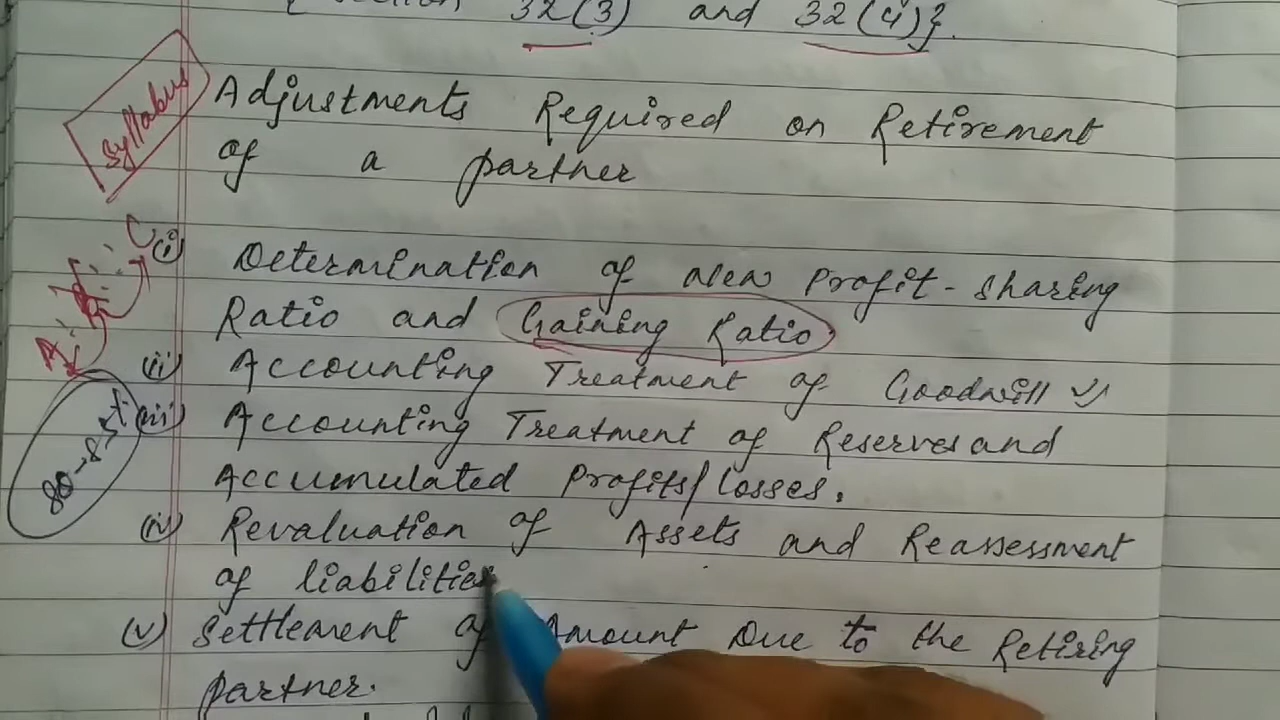 32(3) and 32(4)}.
Syllabus
Adjustments Required on Retirement
of a partner
(i) Determination of New Profit-sharing
Ratio and Gaining Ratio.
(ii) Accounting Treatment of Goodwill
(iii) Accounting Treatment of Reserves and
Accumulated Profits/Losses.
(iv) Revaluation of Assets and Reassessment
of liabilities
(v) Settlement of Amount Due to the Retiring
partner.